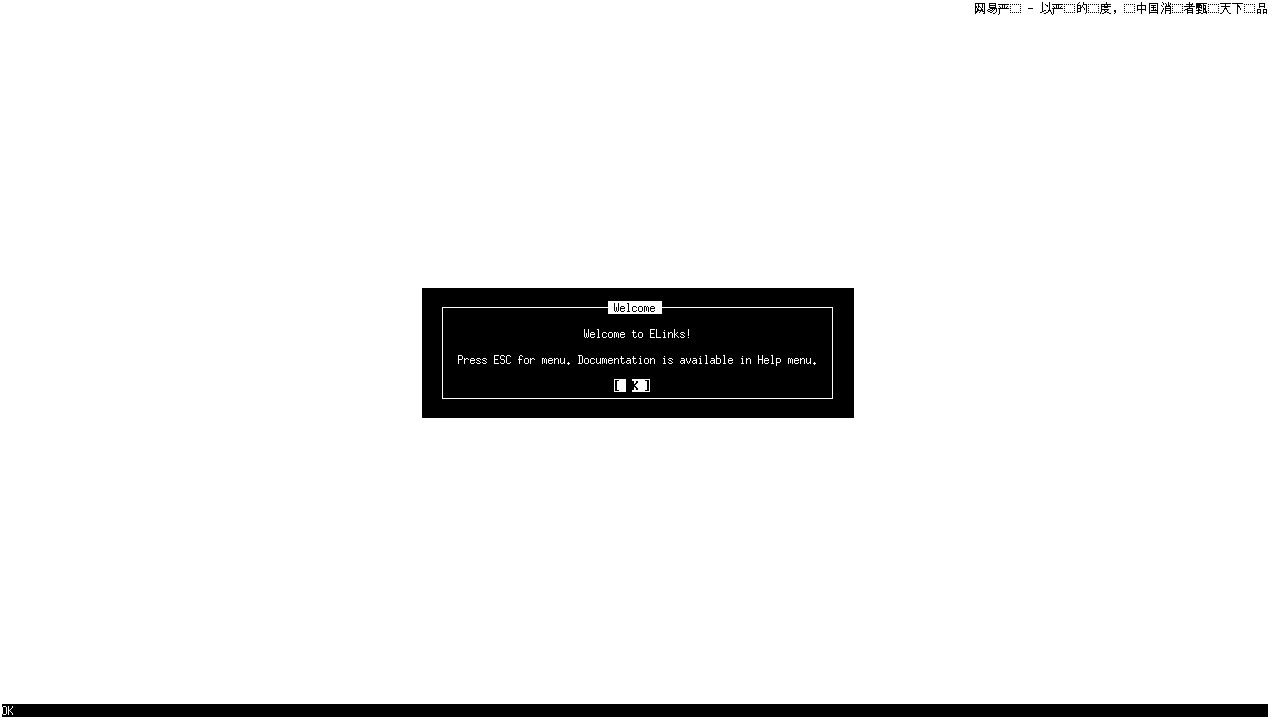 网易严 - 以严的度，中国消者甄天下品
Welcome
Welcome to ELinks!
Press ESC for menu. Documentation is available in Help menu.
[ K ]
OK